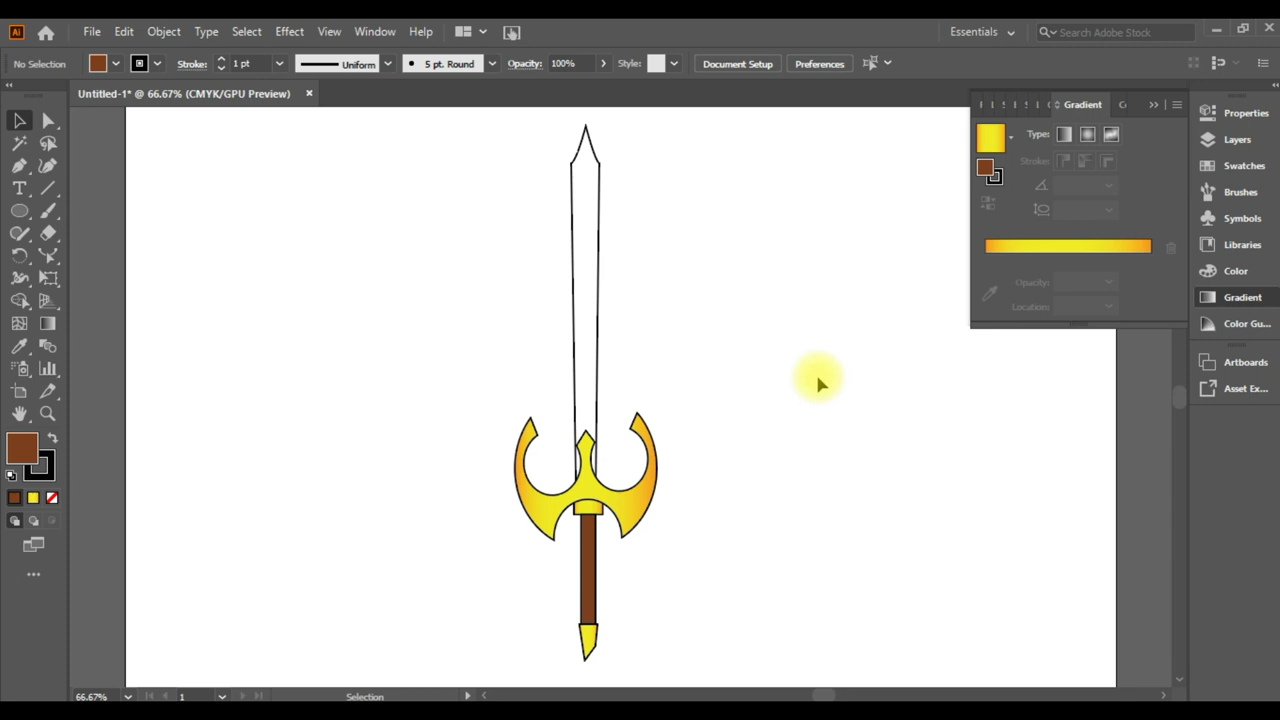 Ai File Edit Object Type Select Effect View Window Help Essentials Search Adobe Stock
No Selection Stroke: 1 pt Uniform 5 pt. Round Opacity: 100% Style: Document Setup Preferences
Untitled-1* @ 66.67% (CMYK/GPU Preview)
Gradient
Type:
Stroke:
Opacity:
Location:
Properties
Layers
Swatches
Brushes
Symbols
Libraries
Color
Gradient
Color Gu...
Artboards
Asset Ex...
66.67% 1 Selection